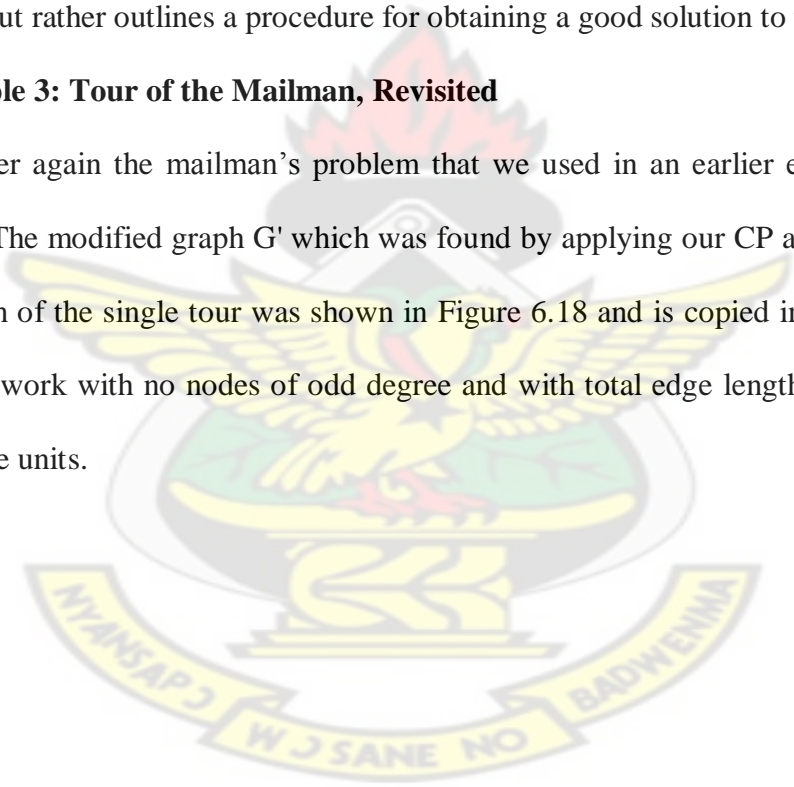 ut rather outlines a procedure for obtaining a good solution to
ple 3: Tour of the Mailman, Revisited
er again the mailman's problem that we used in an earlier e
The modified graph G' which was found by applying our CP a
n of the single tour was shown in Figure 6.18 and is copied in
work with no nodes of odd degree and with total edge length
e units.
NYANSAPƆ
WƆSANE NO
BADWENMA